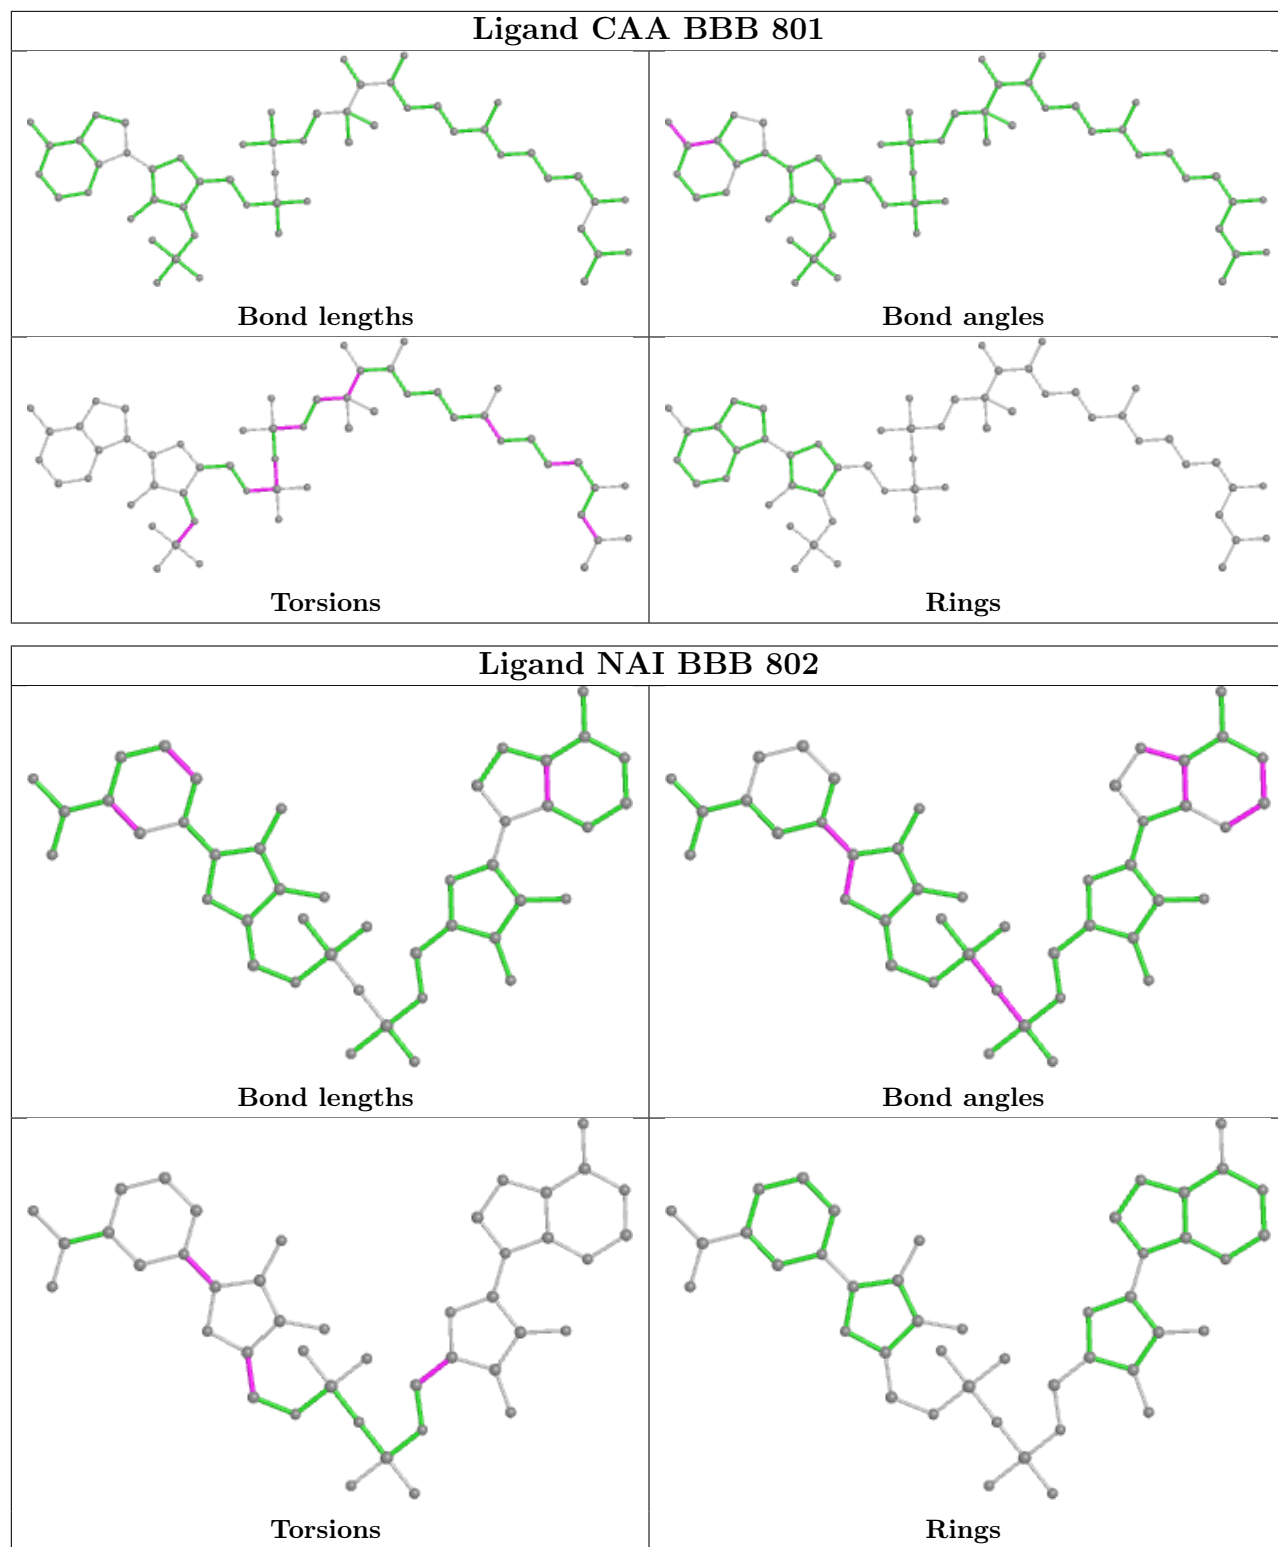 Ligand CAA BBB 801
Bond lengths
Bond angles
Torsions
Rings
Ligand NAI BBB 802
Bond lengths
Bond angles
Torsions
Rings